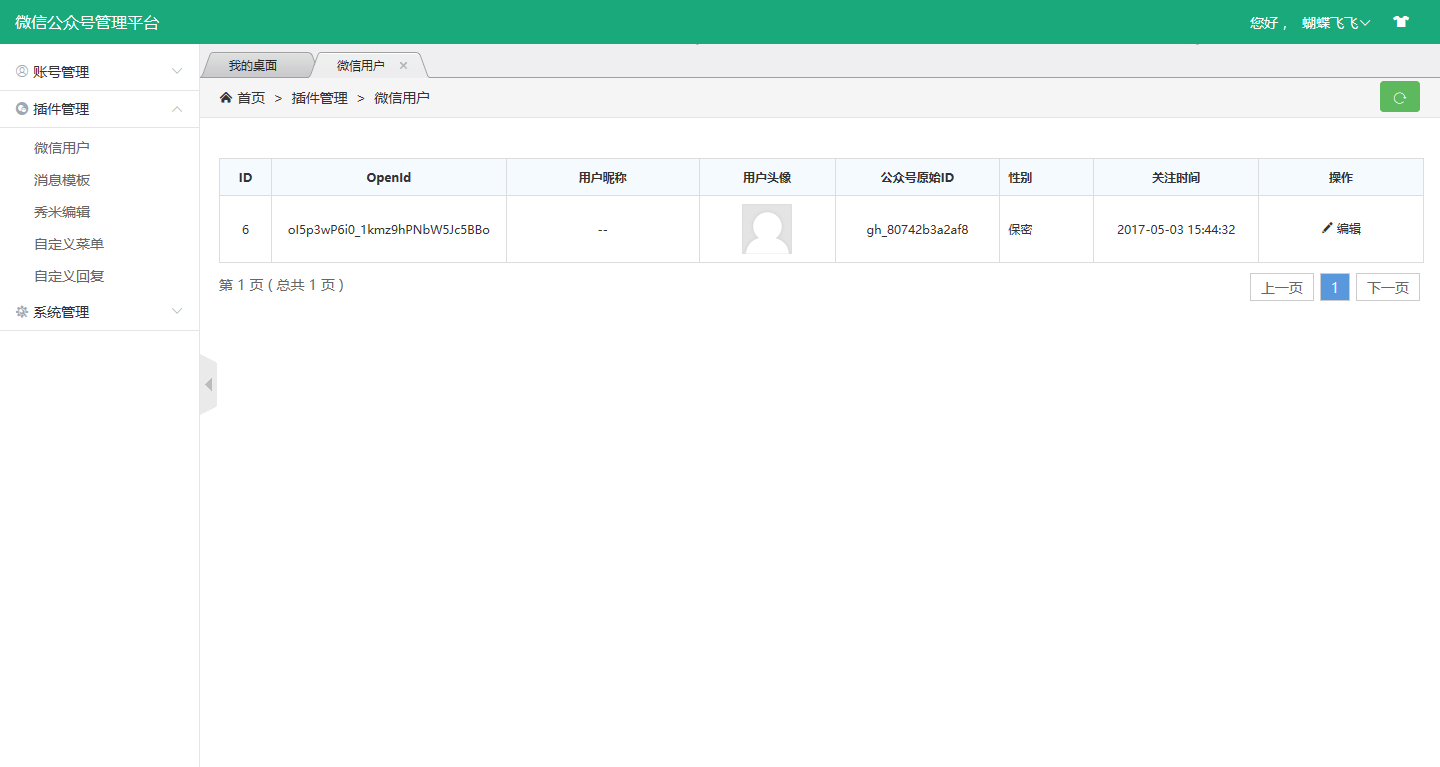 微信公众号管理平台
您好， 蝴蝶飞飞
账号管理
插件管理
微信用户
消息模板
秀米编辑
自定义菜单
自定义回复
系统管理
我的桌面 微信用户
首页 > 插件管理 > 微信用户
ID OpenId 用户昵称 用户头像 公众号原始ID 性别 关注时间 操作
6 oI5p3wP6i0_1kmz9hPNbW5Jc5BBo -- gh_80742b3a2af8 保密 2017-05-03 15:44:32 编辑
第 1 页 ( 总共 1 页 )
上一页 1 下一页